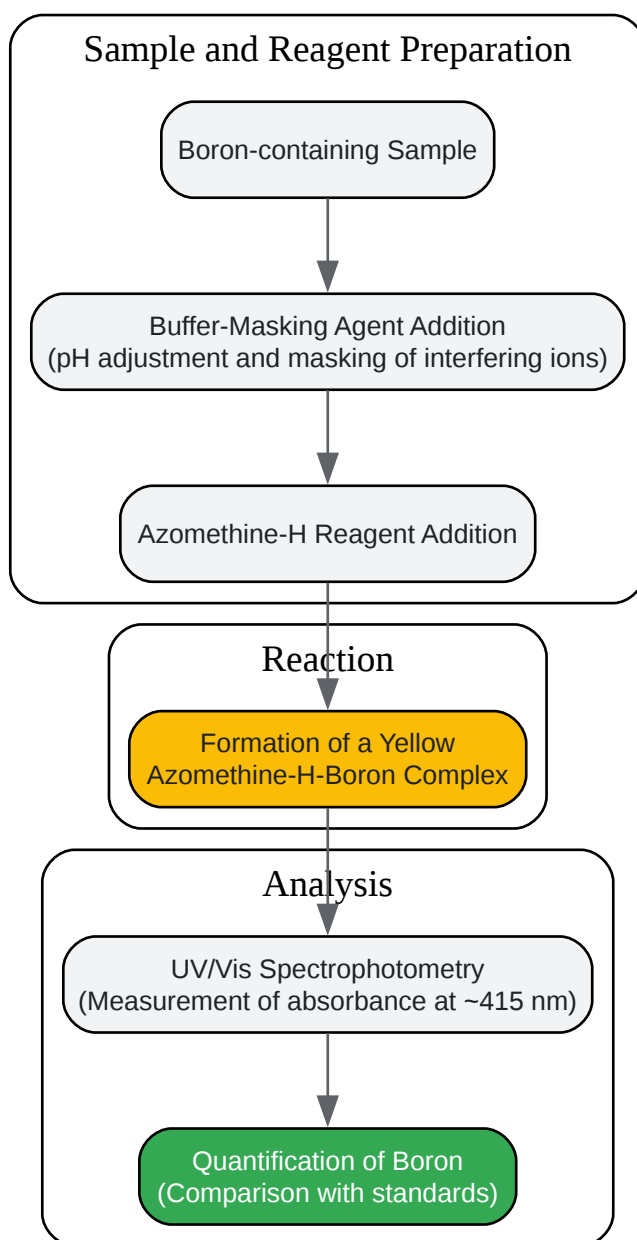 Sample and Reagent Preparation
Boron-containing Sample
Buffer-Masking Agent Addition
(pH adjustment and masking of interfering ions)
Azomethine-H Reagent Addition
Reaction
Formation of a Yellow
Azomethine-H-Boron Complex
Analysis
UV/Vis Spectrophotometry
(Measurement of absorbance at ~415 nm)
Quantification of Boron
(Comparison with standards)